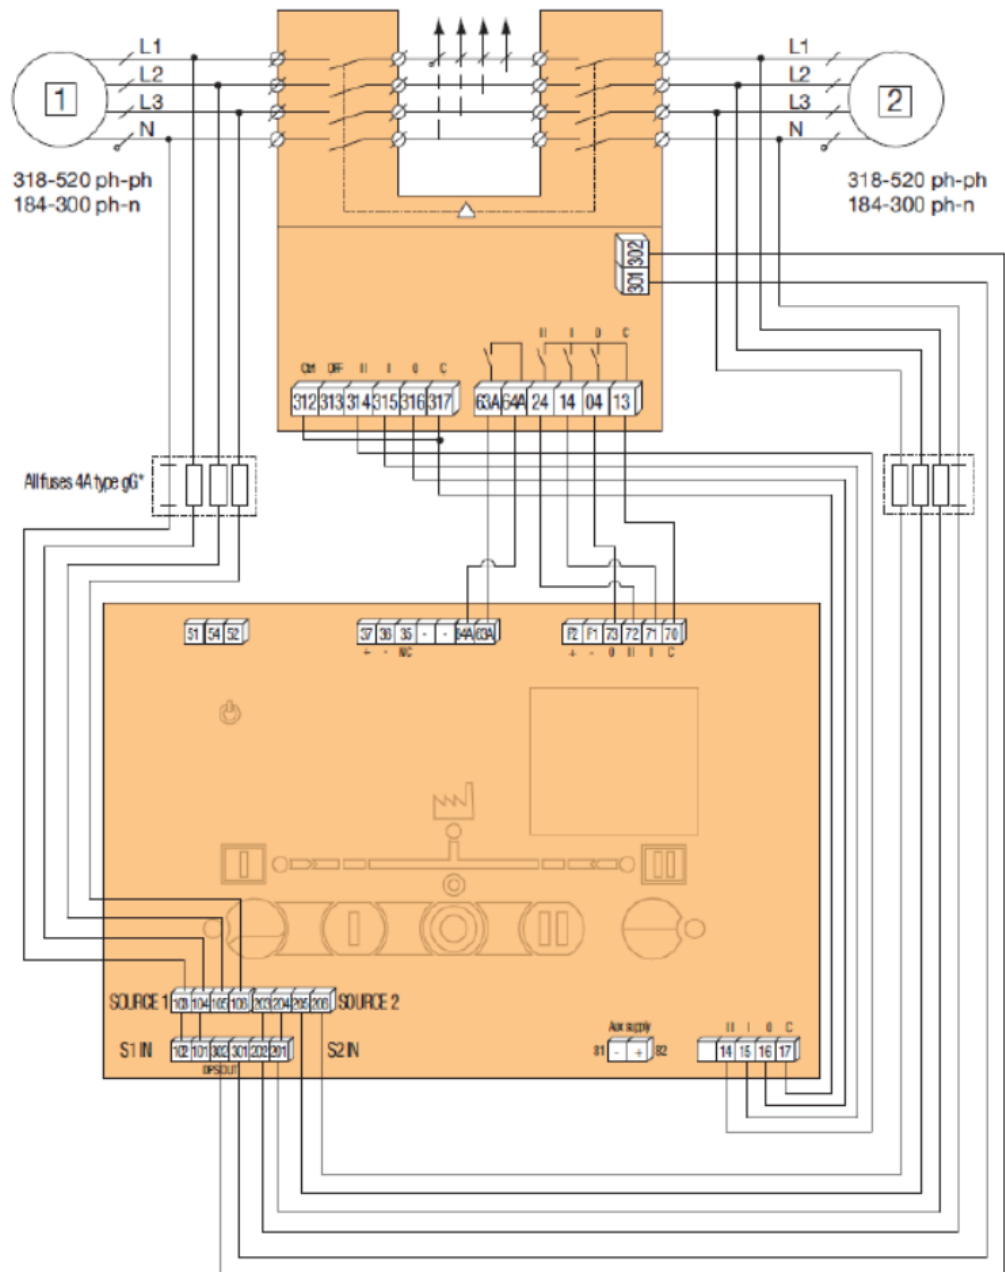 L1 L1
L2 L2
1 L3 L3 2
N N
318-520 ph-ph 318-520 ph-ph
184-300 ph-n 184-300 ph-n
302
301
II I 0 C
Ctrl OFF II I 0 C
312 313 314 315 316 317 63A 64A 24 14 04 13
All fuses 4A type gG*
51 54 52 37 36 35 - - 64A 63A F2 F1 73 72 71 70
+ - NC + - 0 II I C
I II
I II
SOURCE 1 103 104 105 106 203 204 205 206 SOURCE 2
Aux supply II I 0 C
S1 IN 102 101 302 301 202 201 S2 IN 81 - + 82 14 15 16 17
DPS OUT